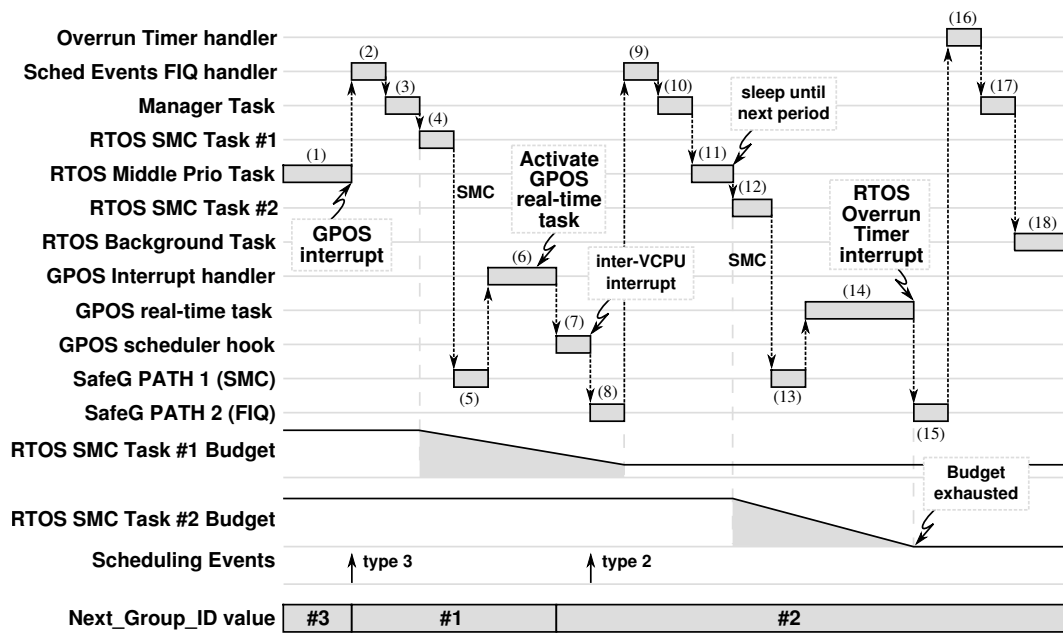 (16)
Overrun Timer handler
(2)
(9)
Sched Events FIQ handler
(3)
(10)
(17)
Manager Task
sleep until
next period
(4)
RTOS SMC Task #1
(1)
(11)
RTOS Middle Prio Task
SMC
Activate
GPOS
real-time
task
(12)
RTOS
Overrun
Timer
interrupt
RTOS SMC Task #2
GPOS
interrupt
(18)
RTOS Background Task
(6)
inter-VCPU
interrupt
SMC
GPOS Interrupt handler
(14)
GPOS real-time task
(7)
GPOS scheduler hook
SafeG PATH 1 (SMC)
(5)
(8)
(13)
SafeG PATH 2 (FIQ)
(15)
RTOS SMC Task #1 Budget
Budget
exhausted
RTOS SMC Task #2 Budget
Scheduling Events
type 3
type 2
Next_Group_ID value
#3
#1
#2